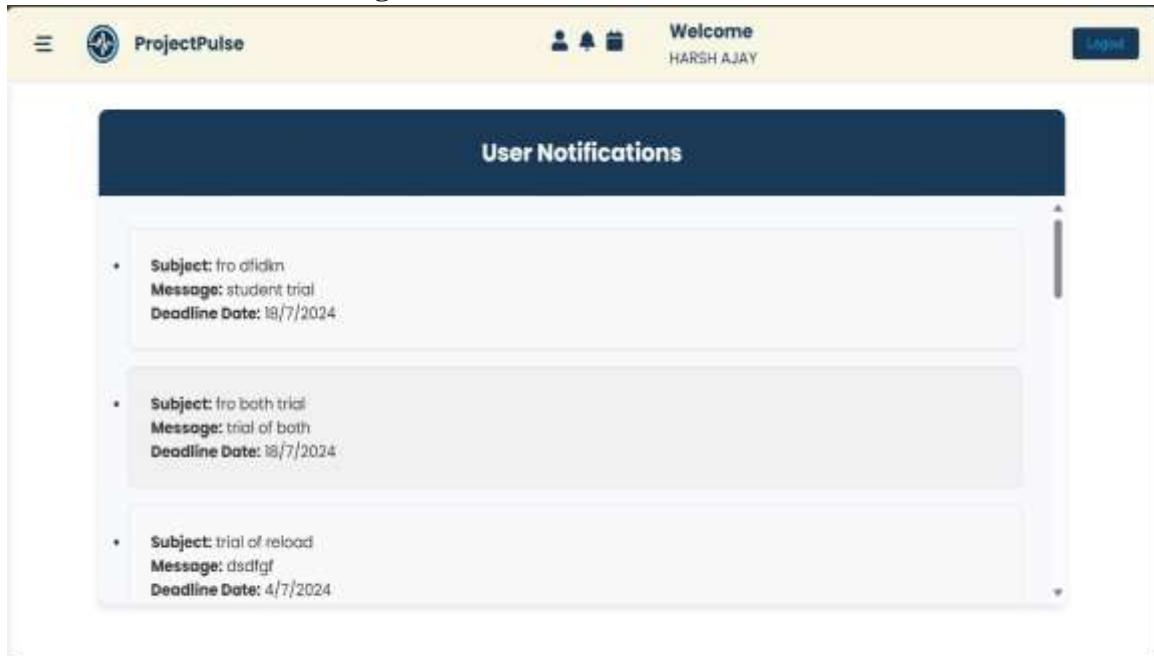 ProjectPulse
Welcome
HARSH AJAY
Logout
User Notifications
Subject: fro dfidkn
Message: student trial
Deadline Date: 18/7/2024
Subject: fro both trial
Message: trial of both
Deadline Date: 18/7/2024
Subject: trial of reload
Message: dsdfgf
Deadline Date: 4/7/2024